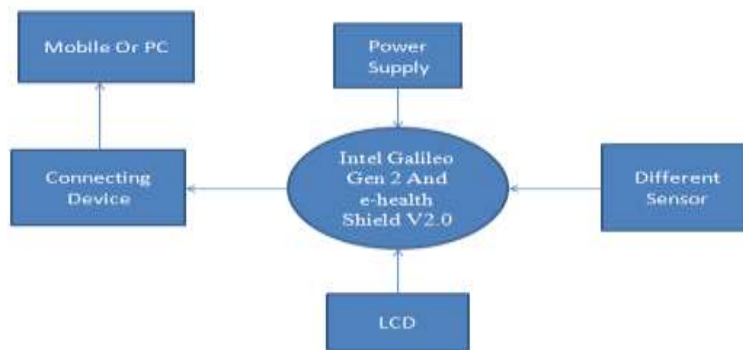 Mobile Or PC
Power
Supply
Connecting
Device
Intel Galileo
Gen 2 And
e-health
Shield V2.0
Different
Sensor
LCD